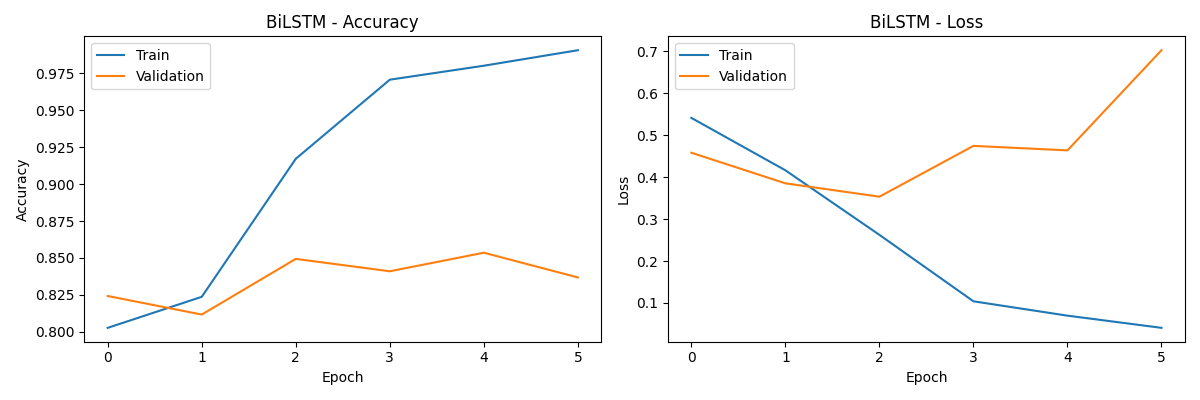 BiLSTM - Accuracy
Train
Validation
0.975
0.950
0.925
0.900
0.875
0.850
0.825
0.800
Accuracy
0 1 2 3 4 5
Epoch
BiLSTM - Loss
Train
Validation
0.7
0.6
0.5
0.4
0.3
0.2
0.1
Loss
0 1 2 3 4 5
Epoch